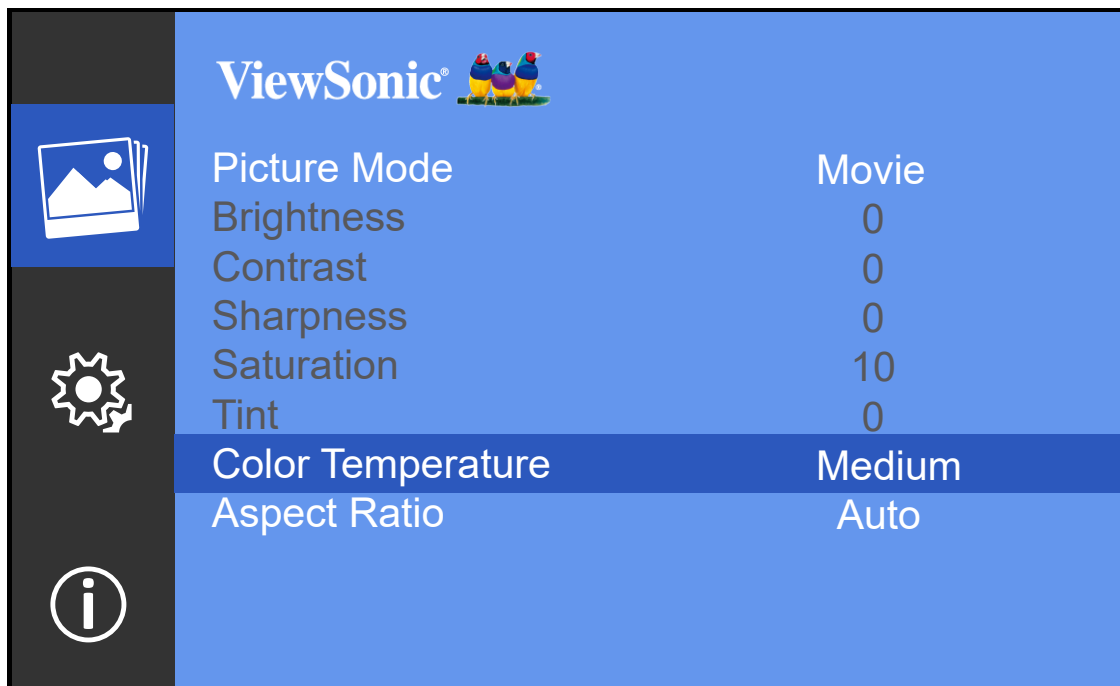 ViewSonic®
Picture Mode Movie
Brightness 0
Contrast 0
Sharpness 0
Saturation 10
Tint 0
Color Temperature Medium
Aspect Ratio Auto